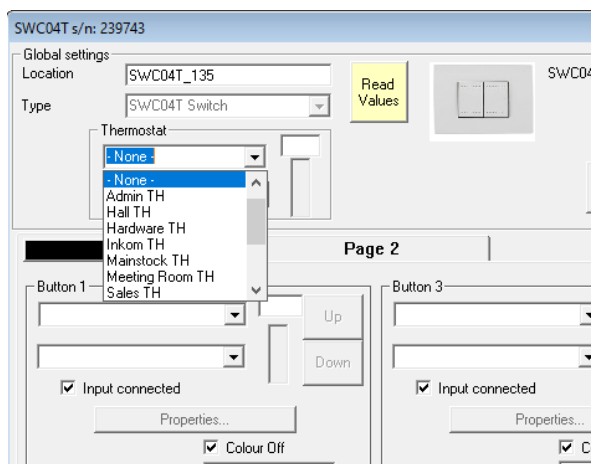 SWC04T s/n: 239743
Global settings
Location SWC04T_135
Read Values
Type SWC04T Switch
Thermostat
- None -
- None -
Admin TH
Hall TH
Hardware TH
Inkom TH
Mainstock TH
Meeting Room TH
Sales TH
Page 2
Button 1
Up
Down
Input connected
Properties...
Colour Off
Button 3
Input connected
Properties...